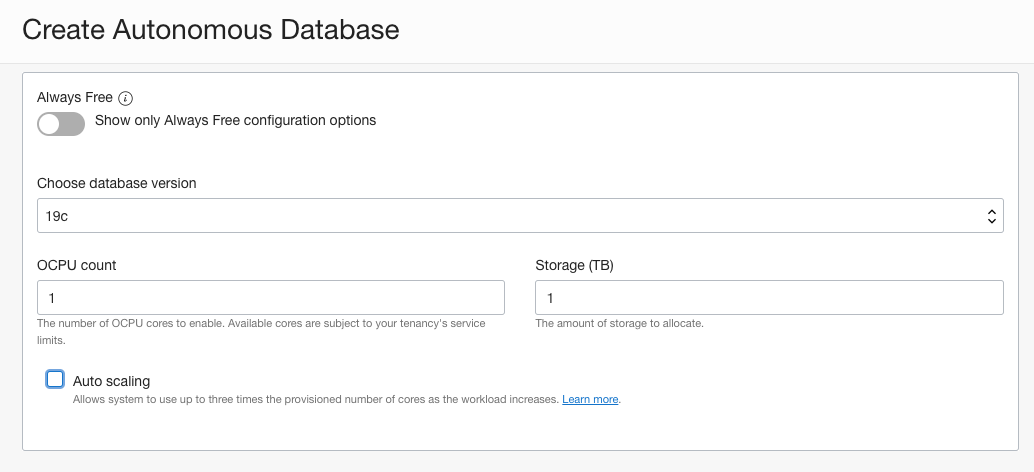 Create Autonomous Database
Always Free
Show only Always Free configuration options
Choose database version
19c
OCPU count
Storage (TB)
1
1
The number of OCPU cores to enable. Available cores are subject to your tenancy's service
limits.
The amount of storage to allocate.
Auto scaling
Allows system to use up to three times the provisioned number of cores as the workload increases. Learn more.